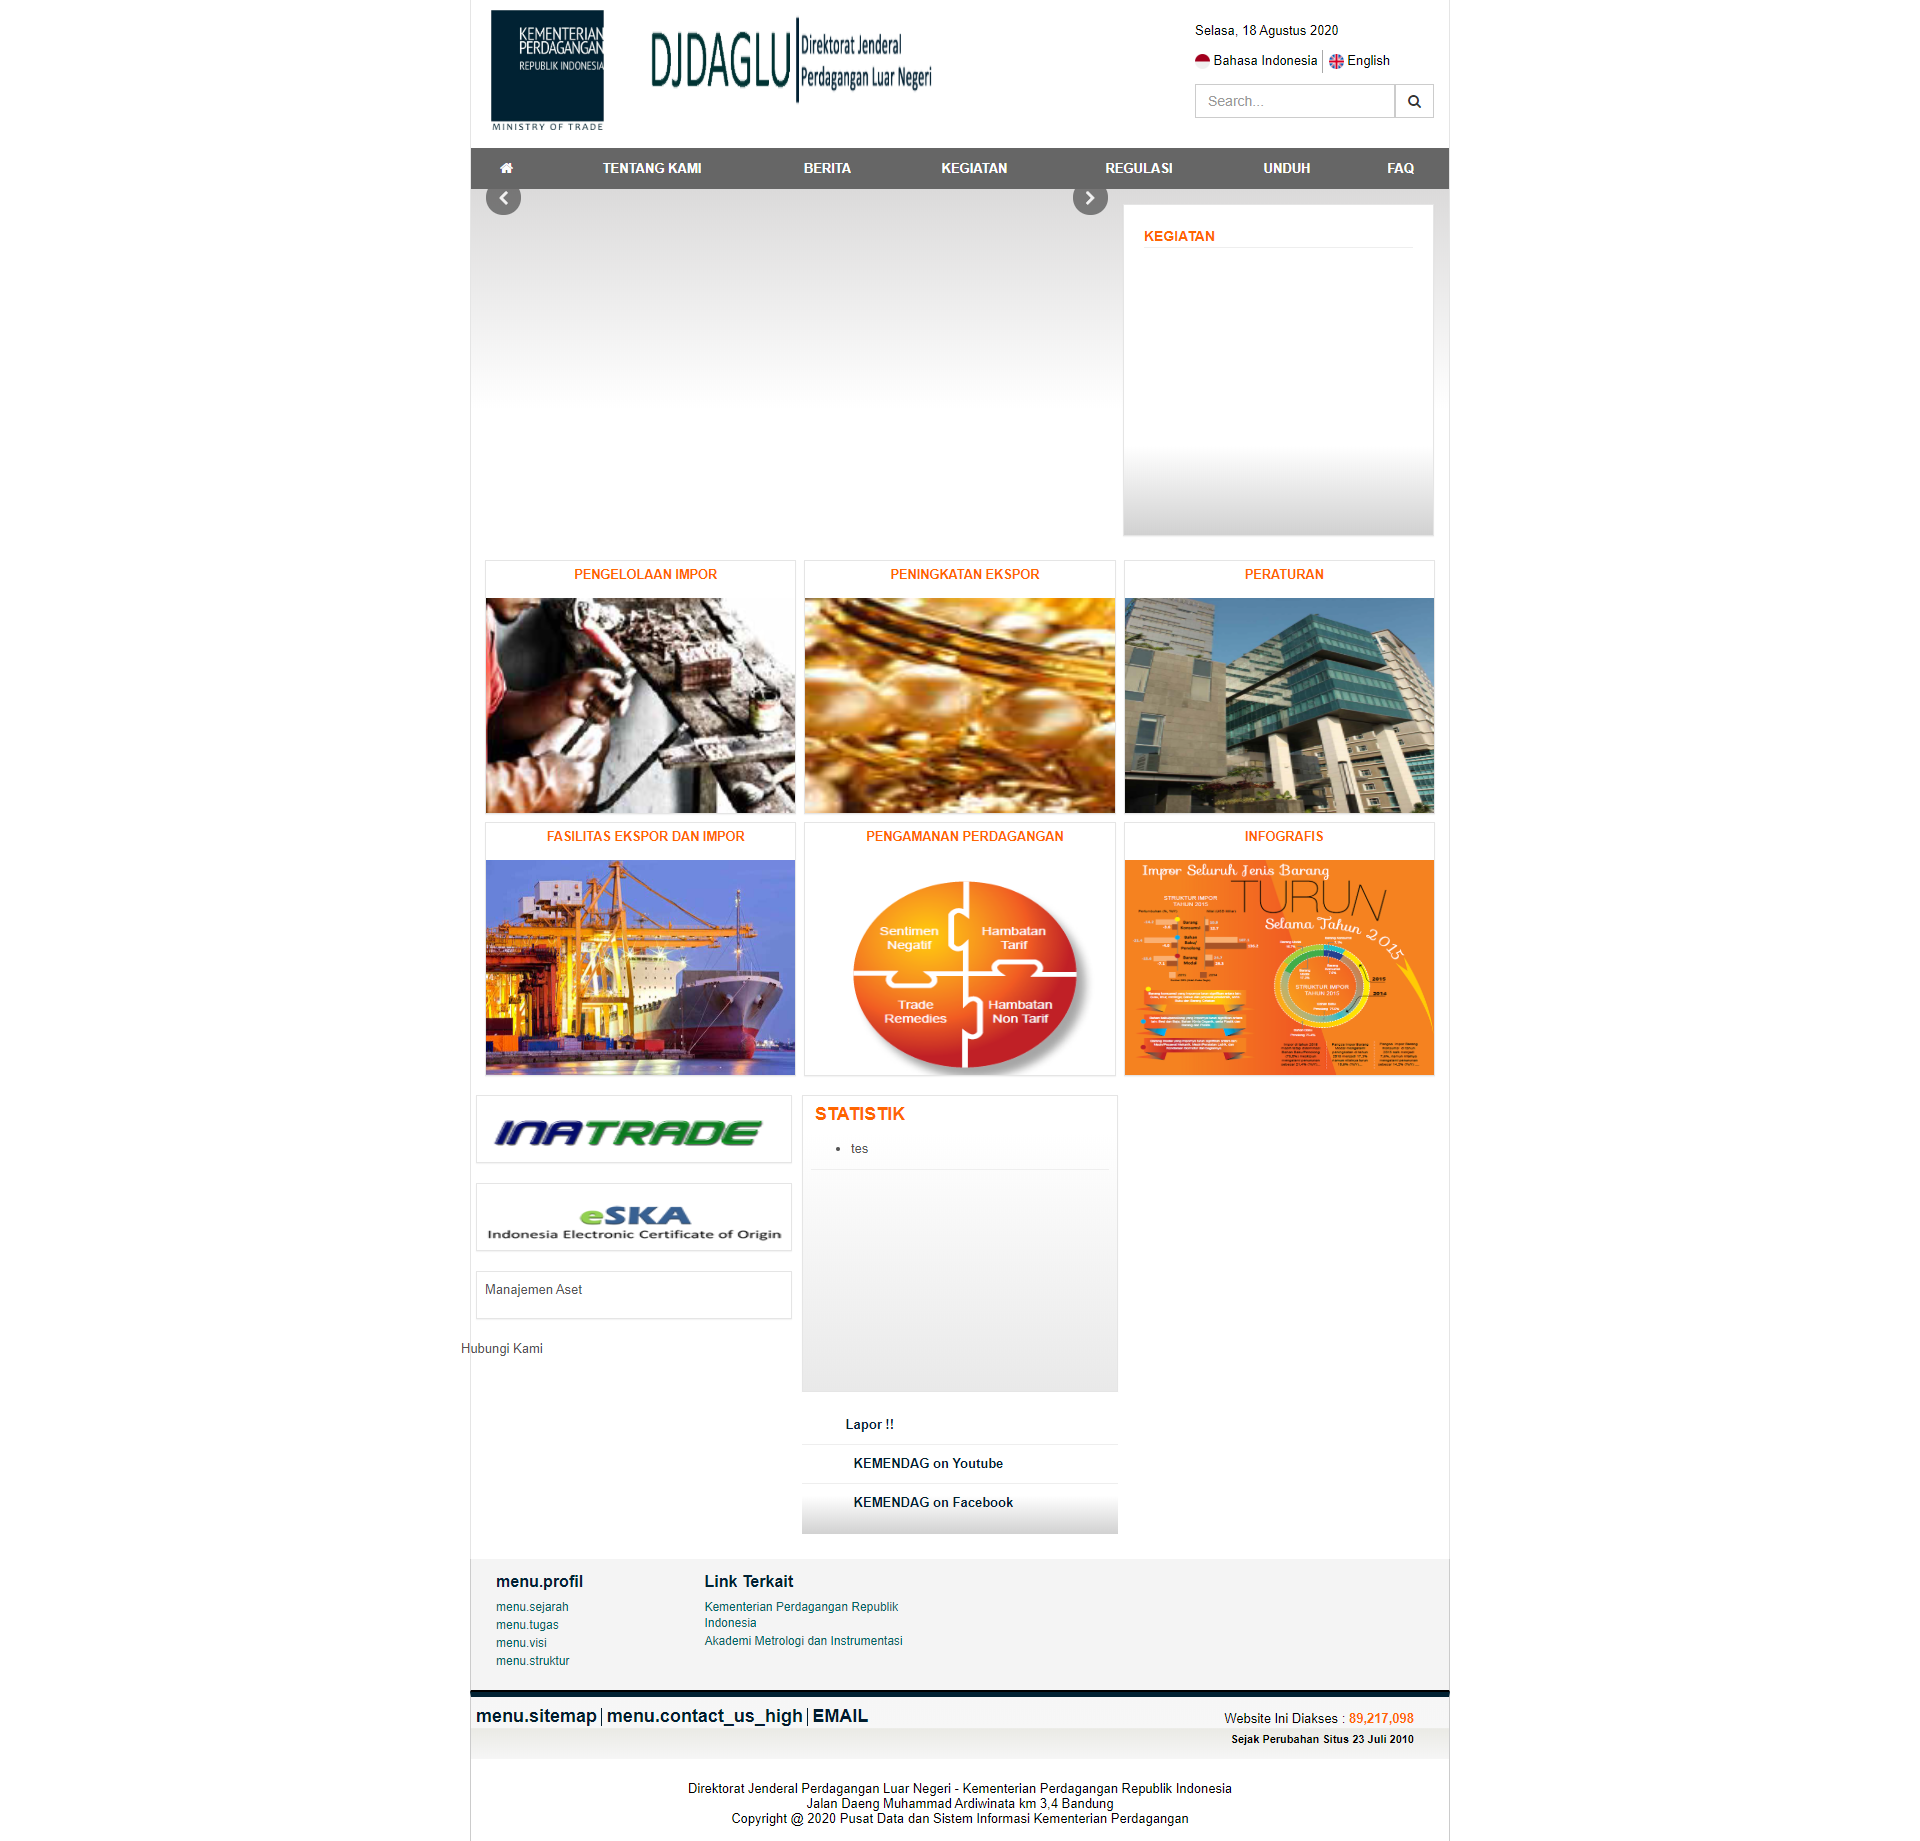 KEMENTERIAN
PERDAGANGAN
REPUBLIK INDONESIA
MINISTRY OF TRADE
DJDAGLU
Direktorat Jenderal
Perdagangan Luar Negeri
Selasa, 18 Agustus 2020
Bahasa Indonesia English
Search...
TENTANG KAMI BERITA KEGIATAN REGULASI UNDUH FAQ
KEGIATAN
PENGELOLAAN IMPOR
PENINGKATAN EKSPOR
PERATURAN
FASILITAS EKSPOR DAN IMPOR
PENGAMANAN PERDAGANGAN
Sentimen
Negatif
Hambatan
Tarif
Trade
Remedies
Hambatan
Non Tarif
INFOGRAFIS
Impor Seluruh Jenis Barang
TURUN
Selama Tahun 2015
STRUKTUR IMPOR
TAHUN 2015
STRUKTUR IMPOR
TAHUN 2015
2015
2014
INATRADE
eSKA
Indonesia Electronic Certificate of Origin
Manajemen Aset
Hubungi Kami
STATISTIK
• tes
Lapor !!
KEMENDAG on Youtube
KEMENDAG on Facebook
menu.profil
menu.sejarah
menu.tugas
menu.visi
menu.struktur
Link Terkait
Kementerian Perdagangan Republik
Indonesia
Akademi Metrologi dan Instrumentasi
menu.sitemap menu.contact_us_high EMAIL
Website Ini Diakses : 89,217,098
Sejak Perubahan Situs 23 Juli 2010
Direktorat Jenderal Perdagangan Luar Negeri - Kementerian Perdagangan Republik Indonesia
Jalan Daeng Muhammad Ardiwinata km 3,4 Bandung
Copyright @ 2020 Pusat Data dan Sistem Informasi Kementerian Perdagangan